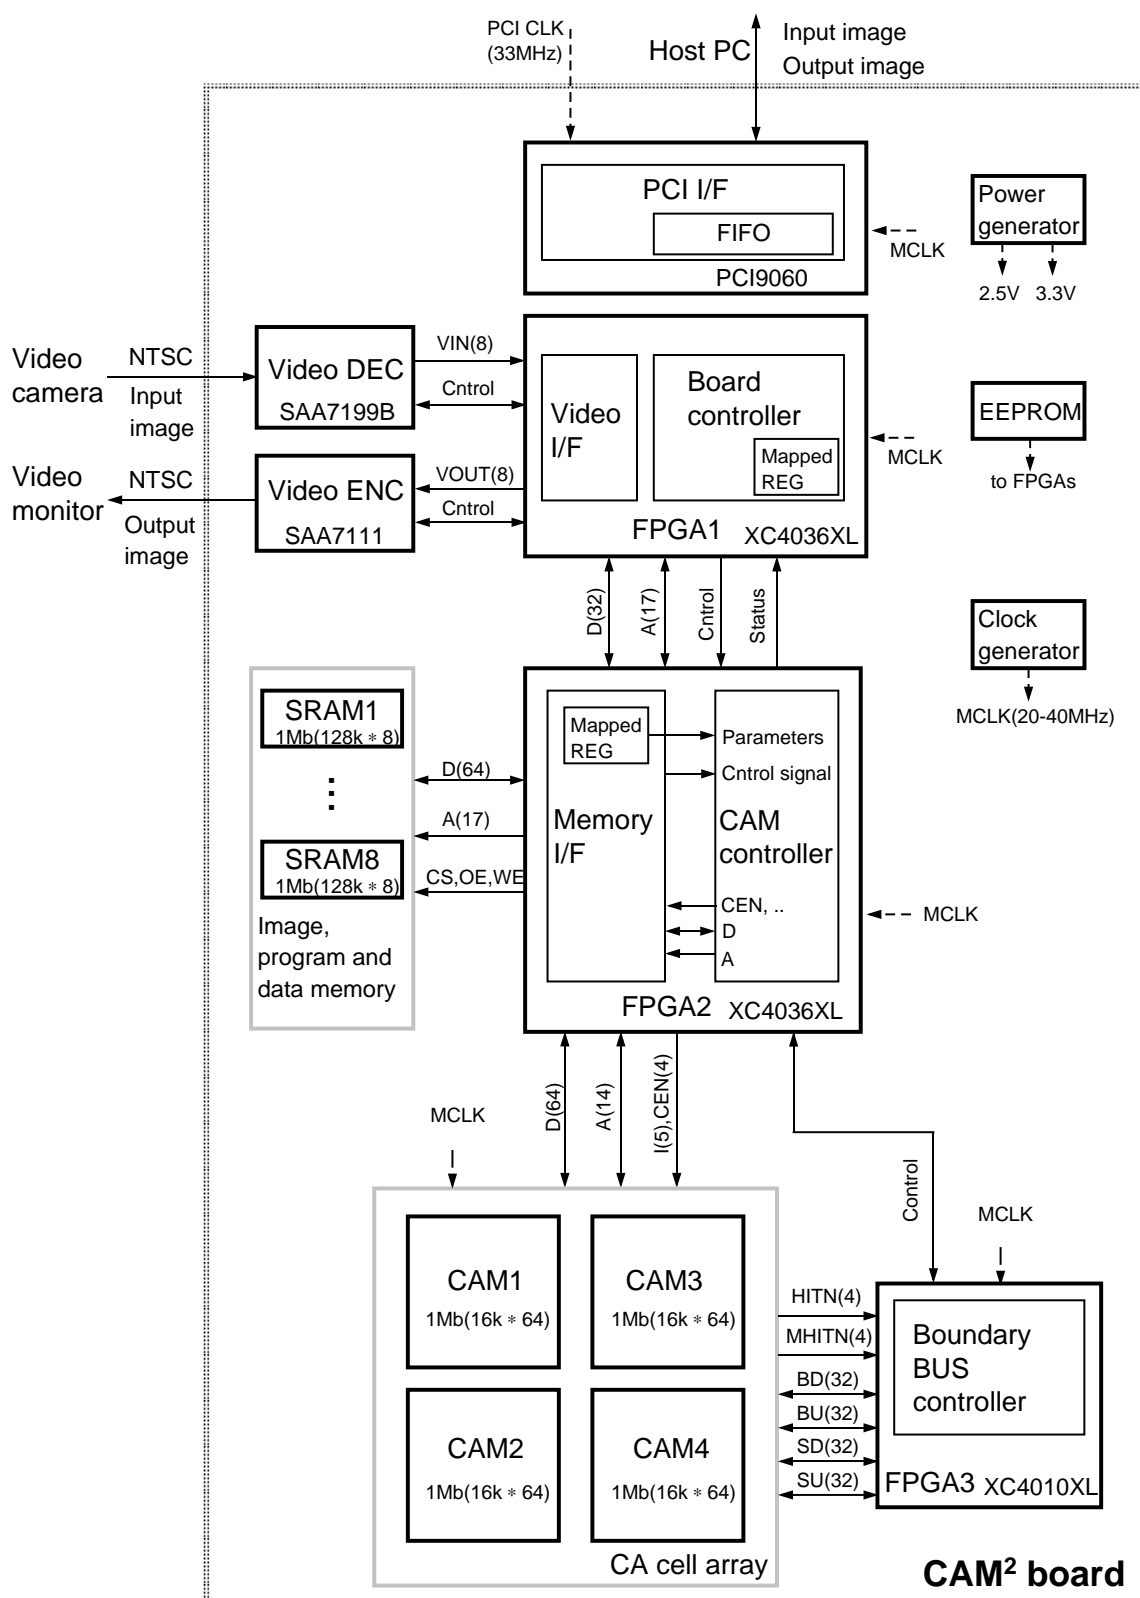 PCI CLK
(33MHz)
Host PC
Input image
Output image
PCI I/F
FIFO
PCI9060
MCLK
Power
generator
2.5V 3.3V
Video
camera
NTSC
Input
image
Video DEC
SAA7199B
VIN(8)
Cntrol
Video
I/F
Board
controller
Mapped
REG
FPGA1 XC4036XL
MCLK
EEPROM
to FPGAs
Video
monitor
NTSC
Output
image
Video ENC
SAA7111
VOUT(8)
Cntrol
D(32)
A(17)
Cntrol
Status
Clock
generator
MCLK(20-40MHz)
SRAM1
1Mb(128k * 8)
⋮
SRAM8
1Mb(128k * 8)
Image,
program and
data memory
D(64)
A(17)
CS,OE,WE
Mapped
REG
Memory
I/F
Parameters
Cntrol signal
CAM
controller
CEN, ..
D
A
FPGA2 XC4036XL
MCLK
MCLK
D(64)
A(14)
I(5),CEN(4)
Control
MCLK
CAM1
1Mb(16k * 64)
CAM3
1Mb(16k * 64)
CAM2
1Mb(16k * 64)
CAM4
1Mb(16k * 64)
CA cell array
HITN(4)
MHITN(4)
BD(32)
BU(32)
SD(32)
SU(32)
Boundary
BUS
controller
FPGA3 XC4010XL
CAM² board